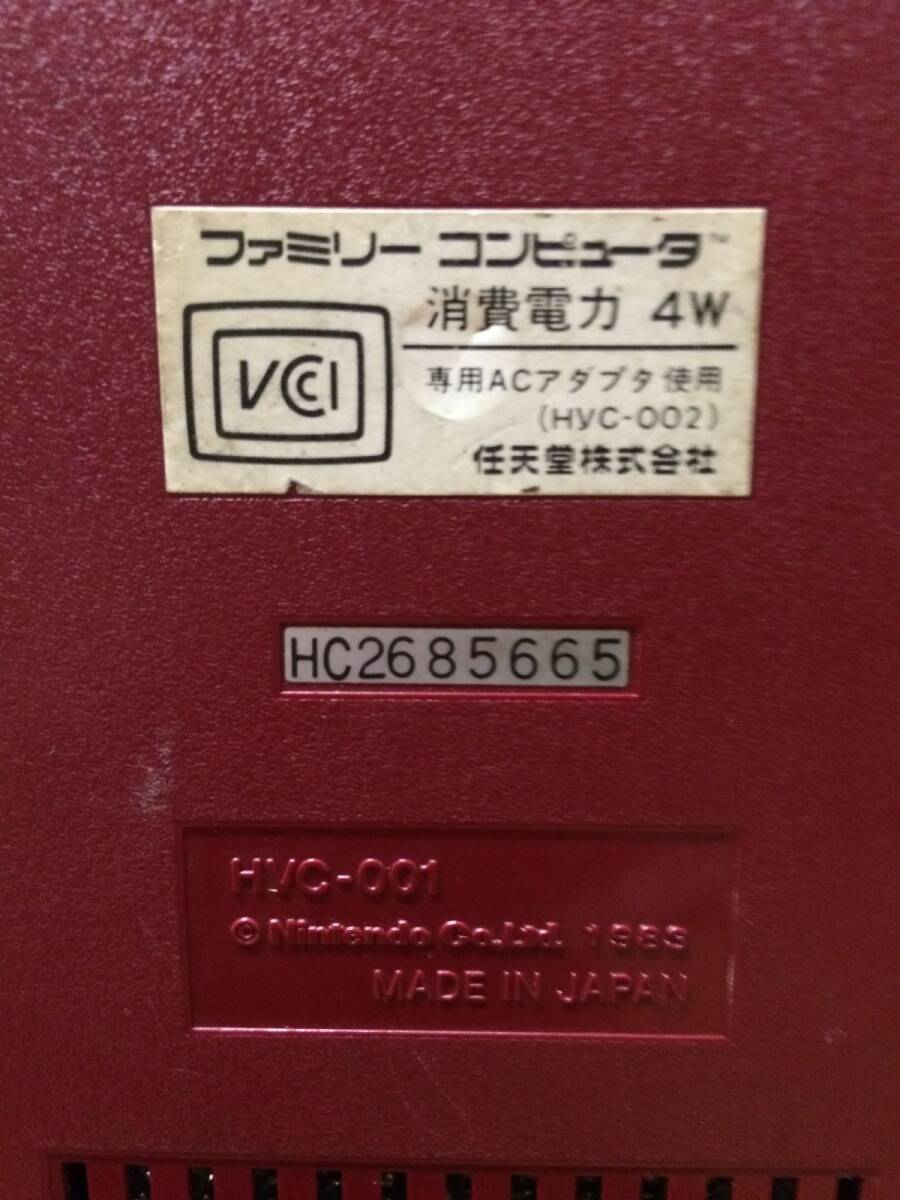 ファミリー コンピュータ™
消費電力 4W
VCCI
専用ACアダプタ使用
(HVC-002)
任天堂株式会社
HC2685665
HVC-001
© Nintendo Co.,Ltd. 1983
MADE IN JAPAN